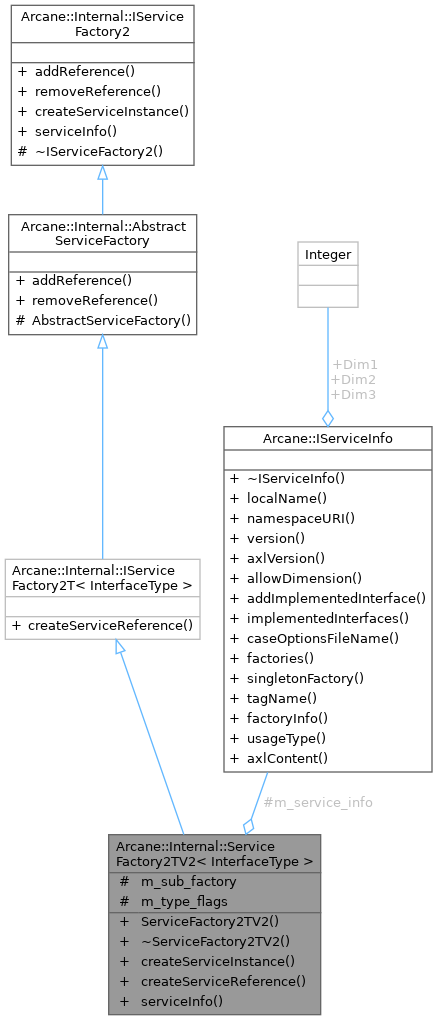 Arcane::Internal::IService
Factory2
+ addReference()
+ removeReference()
+ createServiceInstance()
+ serviceInfo()
# ~IServiceFactory2()
Arcane::Internal::Abstract
ServiceFactory
+ addReference()
+ removeReference()
# AbstractServiceFactory()
Integer
+Dim1
+Dim2
+Dim3
Arcane::IServiceInfo
+ ~IServiceInfo()
+ localName()
+ namespaceURI()
+ version()
+ axlVersion()
+ allowDimension()
+ addImplementedInterface()
+ implementedInterfaces()
+ caseOptionsFileName()
+ factories()
+ singletonFactory()
+ tagName()
+ factoryInfo()
+ usageType()
+ axlContent()
Arcane::Internal::IService
Factory2T< InterfaceType >
+ createServiceReference()
#m_service_info
Arcane::Internal::Service
Factory2TV2< InterfaceType >
# m_sub_factory
# m_type_flags
+ ServiceFactory2TV2()
+ ~ServiceFactory2TV2()
+ createServiceInstance()
+ createServiceReference()
+ serviceInfo()